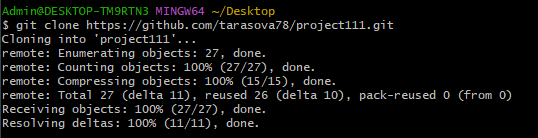 Admin@DESKTOP-TM9RTN3 MINGW64 ~/Desktop
$ git clone https://github.com/tarasova78/project111.git
Cloning into 'project111'...
remote: Enumerating objects: 27, done.
remote: Counting objects: 100% (27/27), done.
remote: Compressing objects: 100% (15/15), done.
remote: Total 27 (delta 11), reused 26 (delta 10), pack-reused 0 (from 0)
Receiving objects: 100% (27/27), done.
Resolving deltas: 100% (11/11), done.